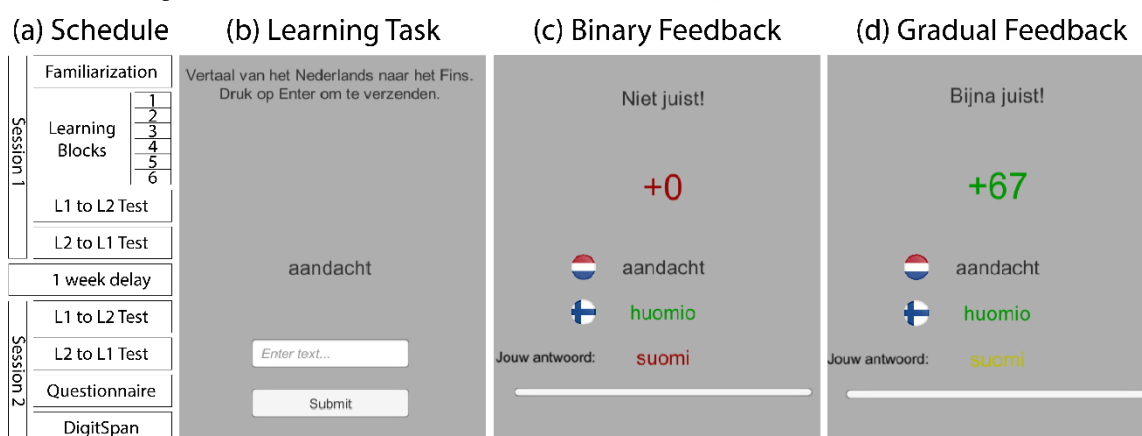 (a) Schedule
Session 1
Familiarization
Learning
Blocks
1
2
3
4
5
6
L1 to L2 Test
L2 to L1 Test
1 week delay
Session 2
L1 to L2 Test
L2 to L1 Test
Questionnaire
DigitSpan
(b) Learning Task
Vertaal van het Nederlands naar het Fins.
Druk op Enter om te verzenden.
aandacht
Enter text...
Submit
(c) Binary Feedback
Niet juist!
+0
aandacht
huomio
Jouw antwoord: suomi
(d) Gradual Feedback
Bijna juist!
+67
aandacht
huomio
Jouw antwoord: suomi